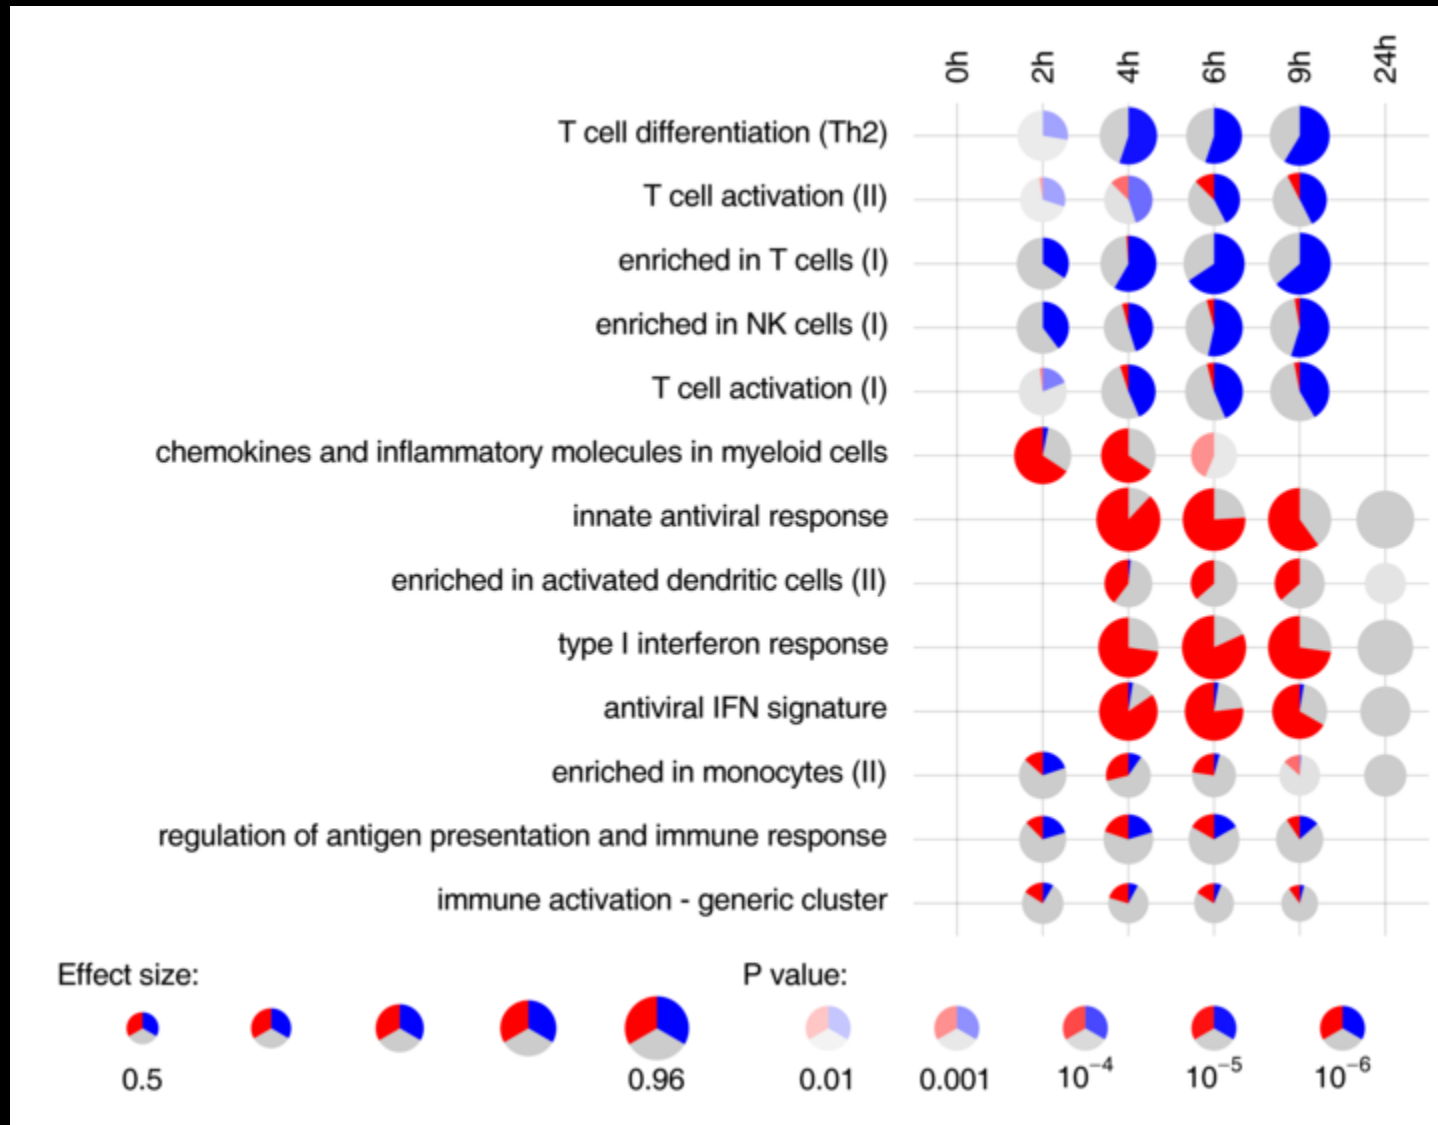 0h 2h 4h 6h 9h 24h
T cell differentiation (Th2)
T cell activation (II)
enriched in T cells (I)
enriched in NK cells (I)
T cell activation (I)
chemokines and inflammatory molecules in myeloid cells
innate antiviral response
enriched in activated dendritic cells (II)
type I interferon response
antiviral IFN signature
enriched in monocytes (II)
regulation of antigen presentation and immune response
immune activation - generic cluster
Effect size: P value:
0.5 0.96 0.01 0.001 10⁻⁴ 10⁻⁵ 10⁻⁶